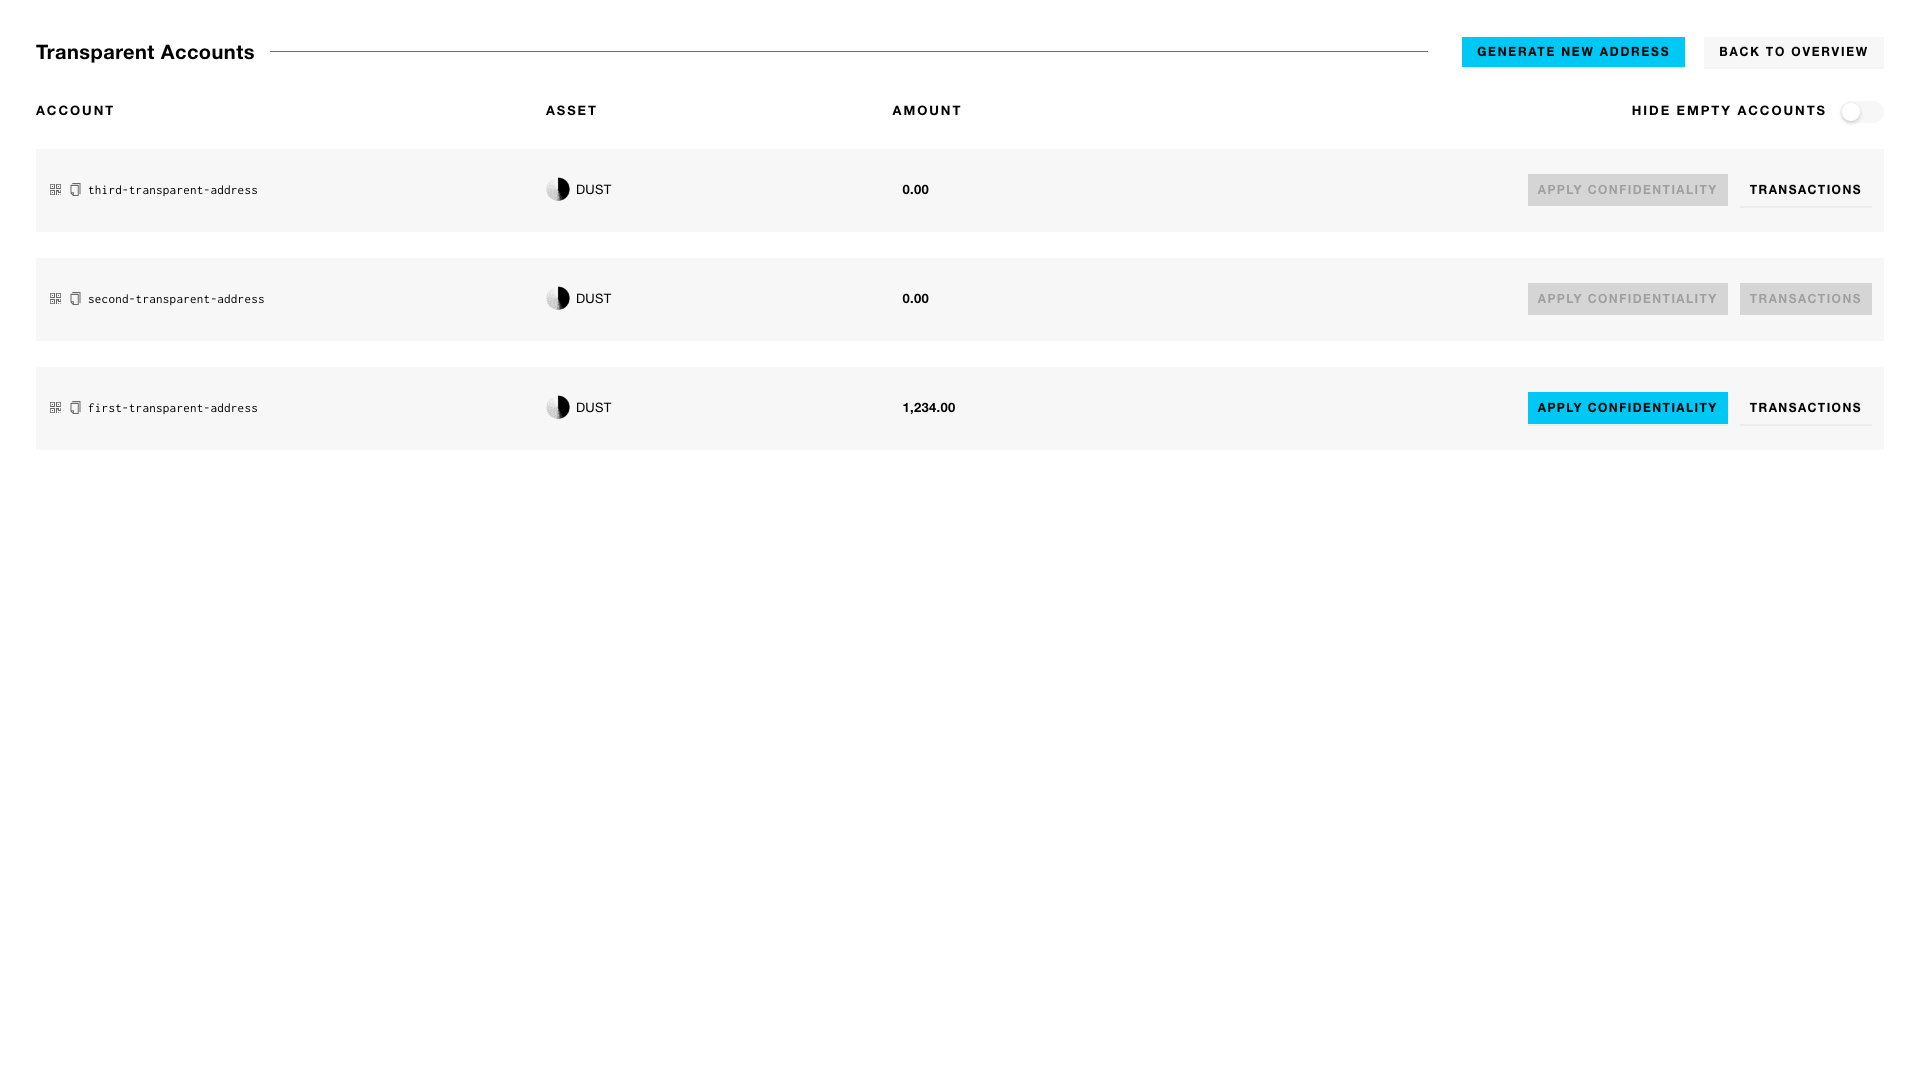 Transparent Accounts GENERATE NEW ADDRESS BACK TO OVERVIEW
ACCOUNT ASSET AMOUNT HIDE EMPTY ACCOUNTS
third-transparent-address DUST 0.00 APPLY CONFIDENTIALITY TRANSACTIONS
second-transparent-address DUST 0.00 APPLY CONFIDENTIALITY TRANSACTIONS
first-transparent-address DUST 1,234.00 APPLY CONFIDENTIALITY TRANSACTIONS